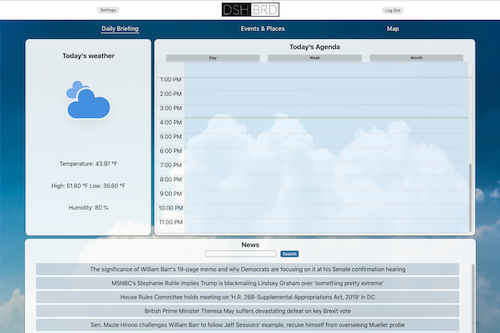 Settings
DSH BRD
Log Out
Daily Briefing
Events & Places
Map
Today's weather
Temperature: 43.97 °F
High: 51.80 °F Low: 35.60 °F
Humidity: 80 %
Today's Agenda
Day
Week
Month
1:00 PM
2:00 PM
3:00 PM
4:00 PM
5:00 PM
6:00 PM
7:00 PM
8:00 PM
9:00 PM
10:00 PM
11:00 PM
News
Search
The significance of William Barr's 19-page memo and why Democrats are focusing on it at his Senate confirmation hearing
MSNBC's Stephanie Ruhle implies Trump is blackmailing Lindsey Graham over 'something pretty extreme'
House Rules Committee holds meeting on 'H.R. 268-Supplemental Appropriations Act, 2019' in DC
British Prime Minister Theresa May suffers devastating defeat on key Brexit vote
Sen. Mazie Hirono challenges William Barr to follow Jeff Sessions' example, recuse himself from overseeing Mueller probe